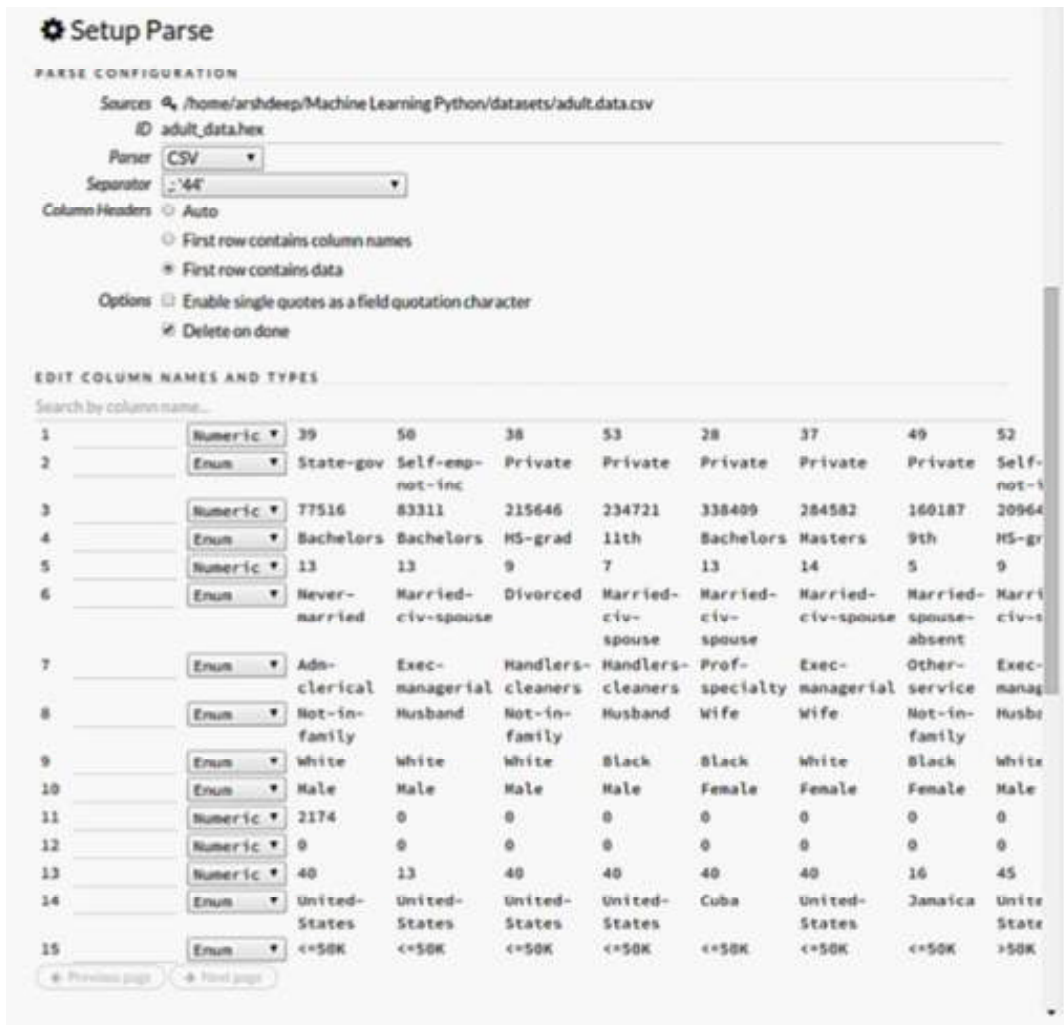 Setup Parse
PARSE CONFIGURATION
Sources /home/arshdeep/Machine Learning Python/datasets/adult.data.csv
ID adult_data.hex
Parser CSV
Separator ,: '44'
Column Headers Auto
First row contains column names
First row contains data
Options Enable single quotes as a field quotation character
Delete on done
EDIT COLUMN NAMES AND TYPES
Search by column name...
1 Numeric 39 50 38 53 28 37 49 52
2 Enum State-gov Self-emp- Private Private Private Private Private Self-
not-inc not-i
3 Numeric 77516 83311 215646 234721 338409 284582 160187 20964
4 Enum Bachelors Bachelors HS-grad 11th Bachelors Masters 9th HS-gr
5 Numeric 13 13 9 7 13 14 5 9
6 Enum Never- Married- Divorced Married- Married- Married- Married- Marri
married civ-spouse civ- civ- civ-spouse spouse- civ-s
spouse spouse absent
7 Enum Adm- Exec- Handlers- Handlers- Prof- Exec- Other- Exec-
clerical managerial cleaners cleaners specialty managerial service manag
8 Enum Not-in- Husband Not-in- Husband Wife Wife Not-in- Husba
family family family
9 Enum White White White Black Black White Black White
10 Enum Male Male Male Male Female Female Female Male
11 Numeric 2174 0 0 0 0 0 0 0
12 Numeric 0 0 0 0 0 0 0 0
13 Numeric 40 13 40 40 40 40 16 45
14 Enum United- United- United- United- Cuba United- Jamaica Unite
States States States States States State
15 Enum <=50K <=50K <=50K <=50K <=50K <=50K <=50K >50K
Previous page Next page